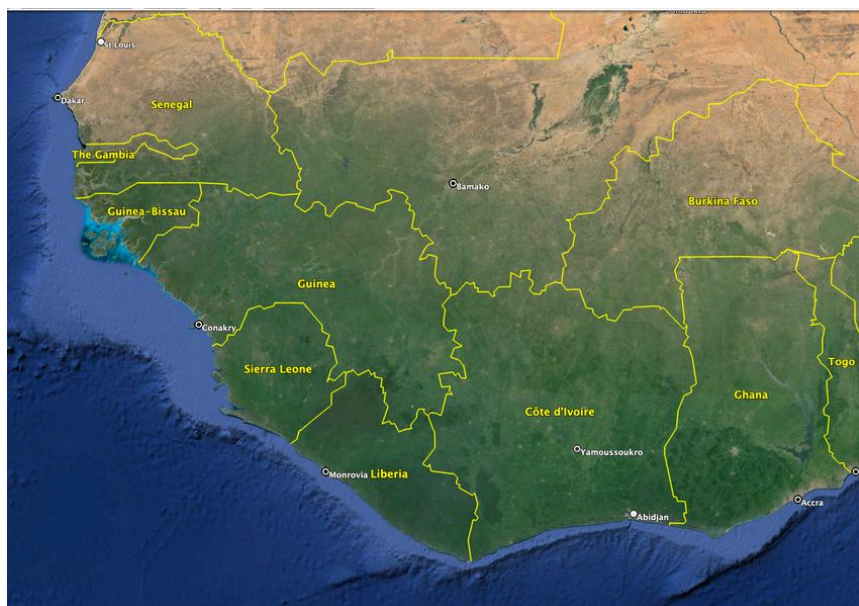 St Louis
Dakar
Senegal
The Gambia
Bamako
Guinea-Bissau
Burkina Faso
Guinea
Conakry
Sierra Leone
Togo
Ghana
Côte d'Ivoire
Yamoussoukro
Monrovia
Liberia
Accra
Abidjan